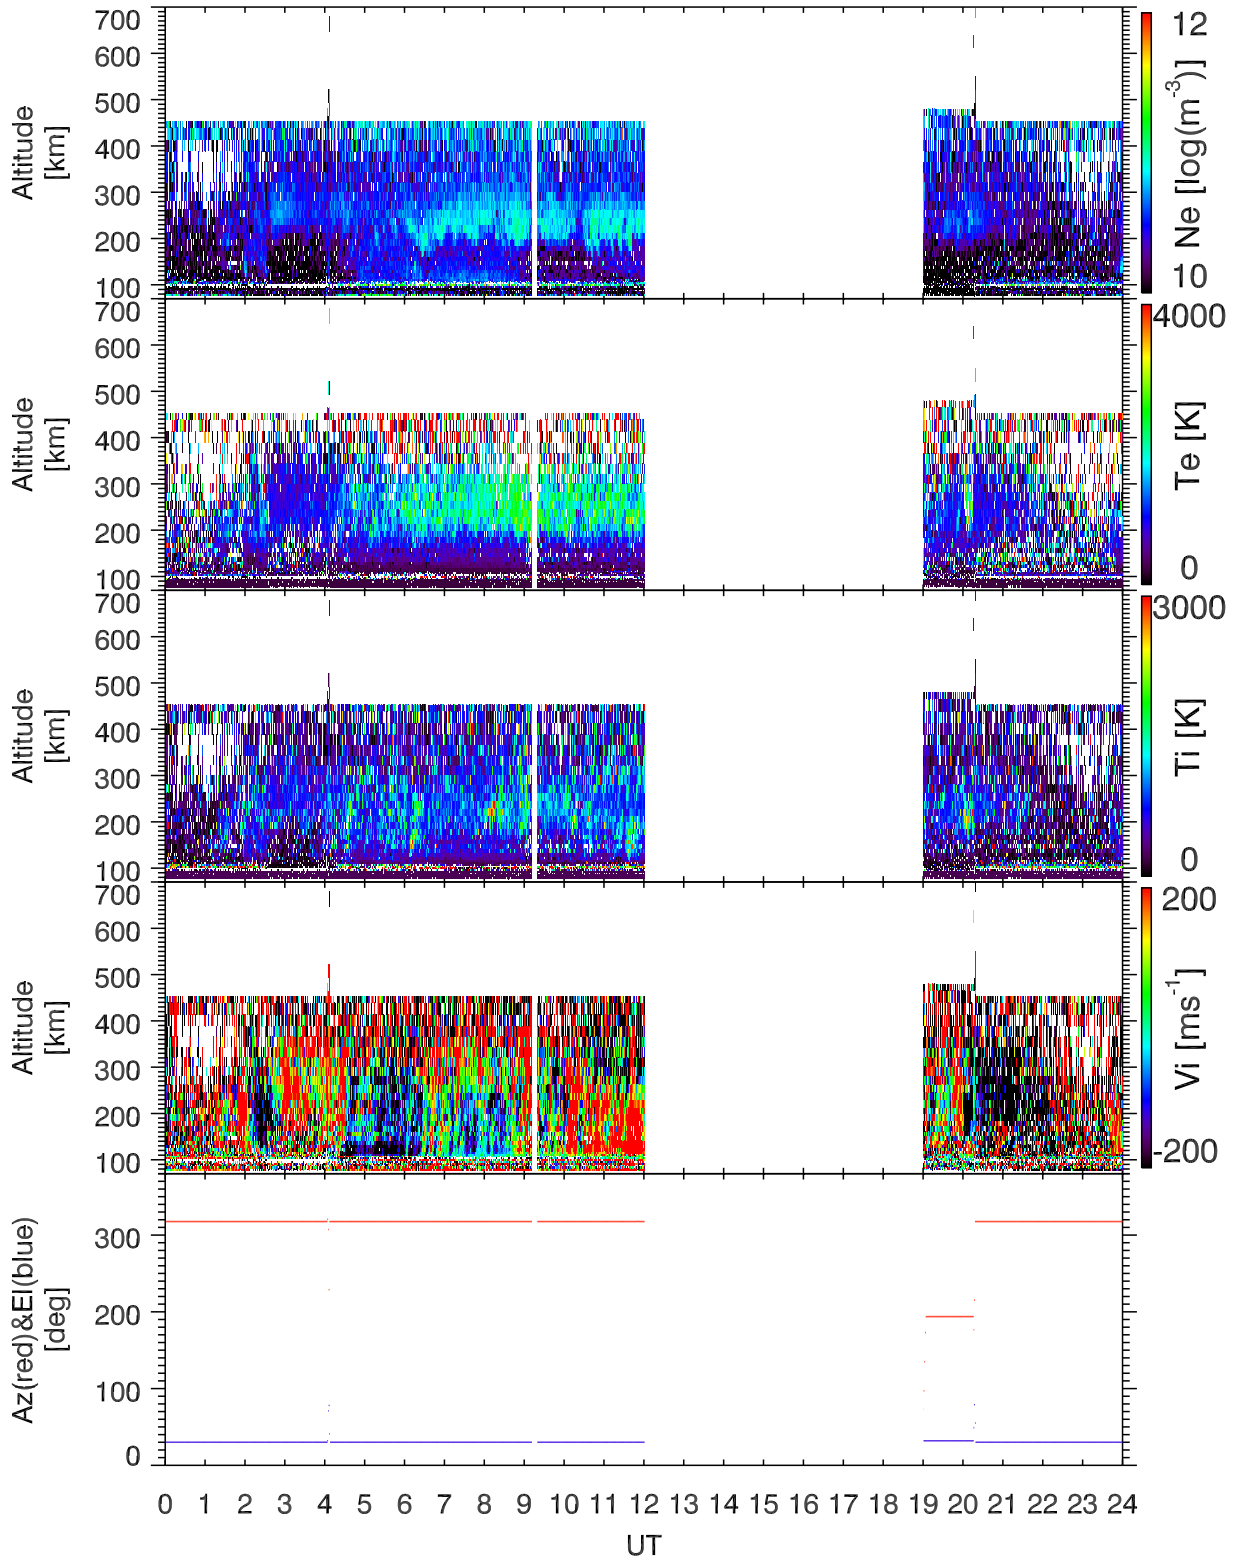 700
600
500
400
300
200
100
Altitude
[km]
12
10
Ne [log(m⁻³)]
700
600
500
400
300
200
100
Altitude
[km]
4000
0
Te [K]
700
600
500
400
300
200
100
Altitude
[km]
3000
0
Ti [K]
700
600
500
400
300
200
100
Altitude
[km]
200
-200
Vi [ms⁻¹]
300
200
100
0
Az(red)&El(blue)
[deg]
0 1 2 3 4 5 6 7 8 9 10 11 12 13 14 15 16 17 18 19 20 21 22 23 24
UT